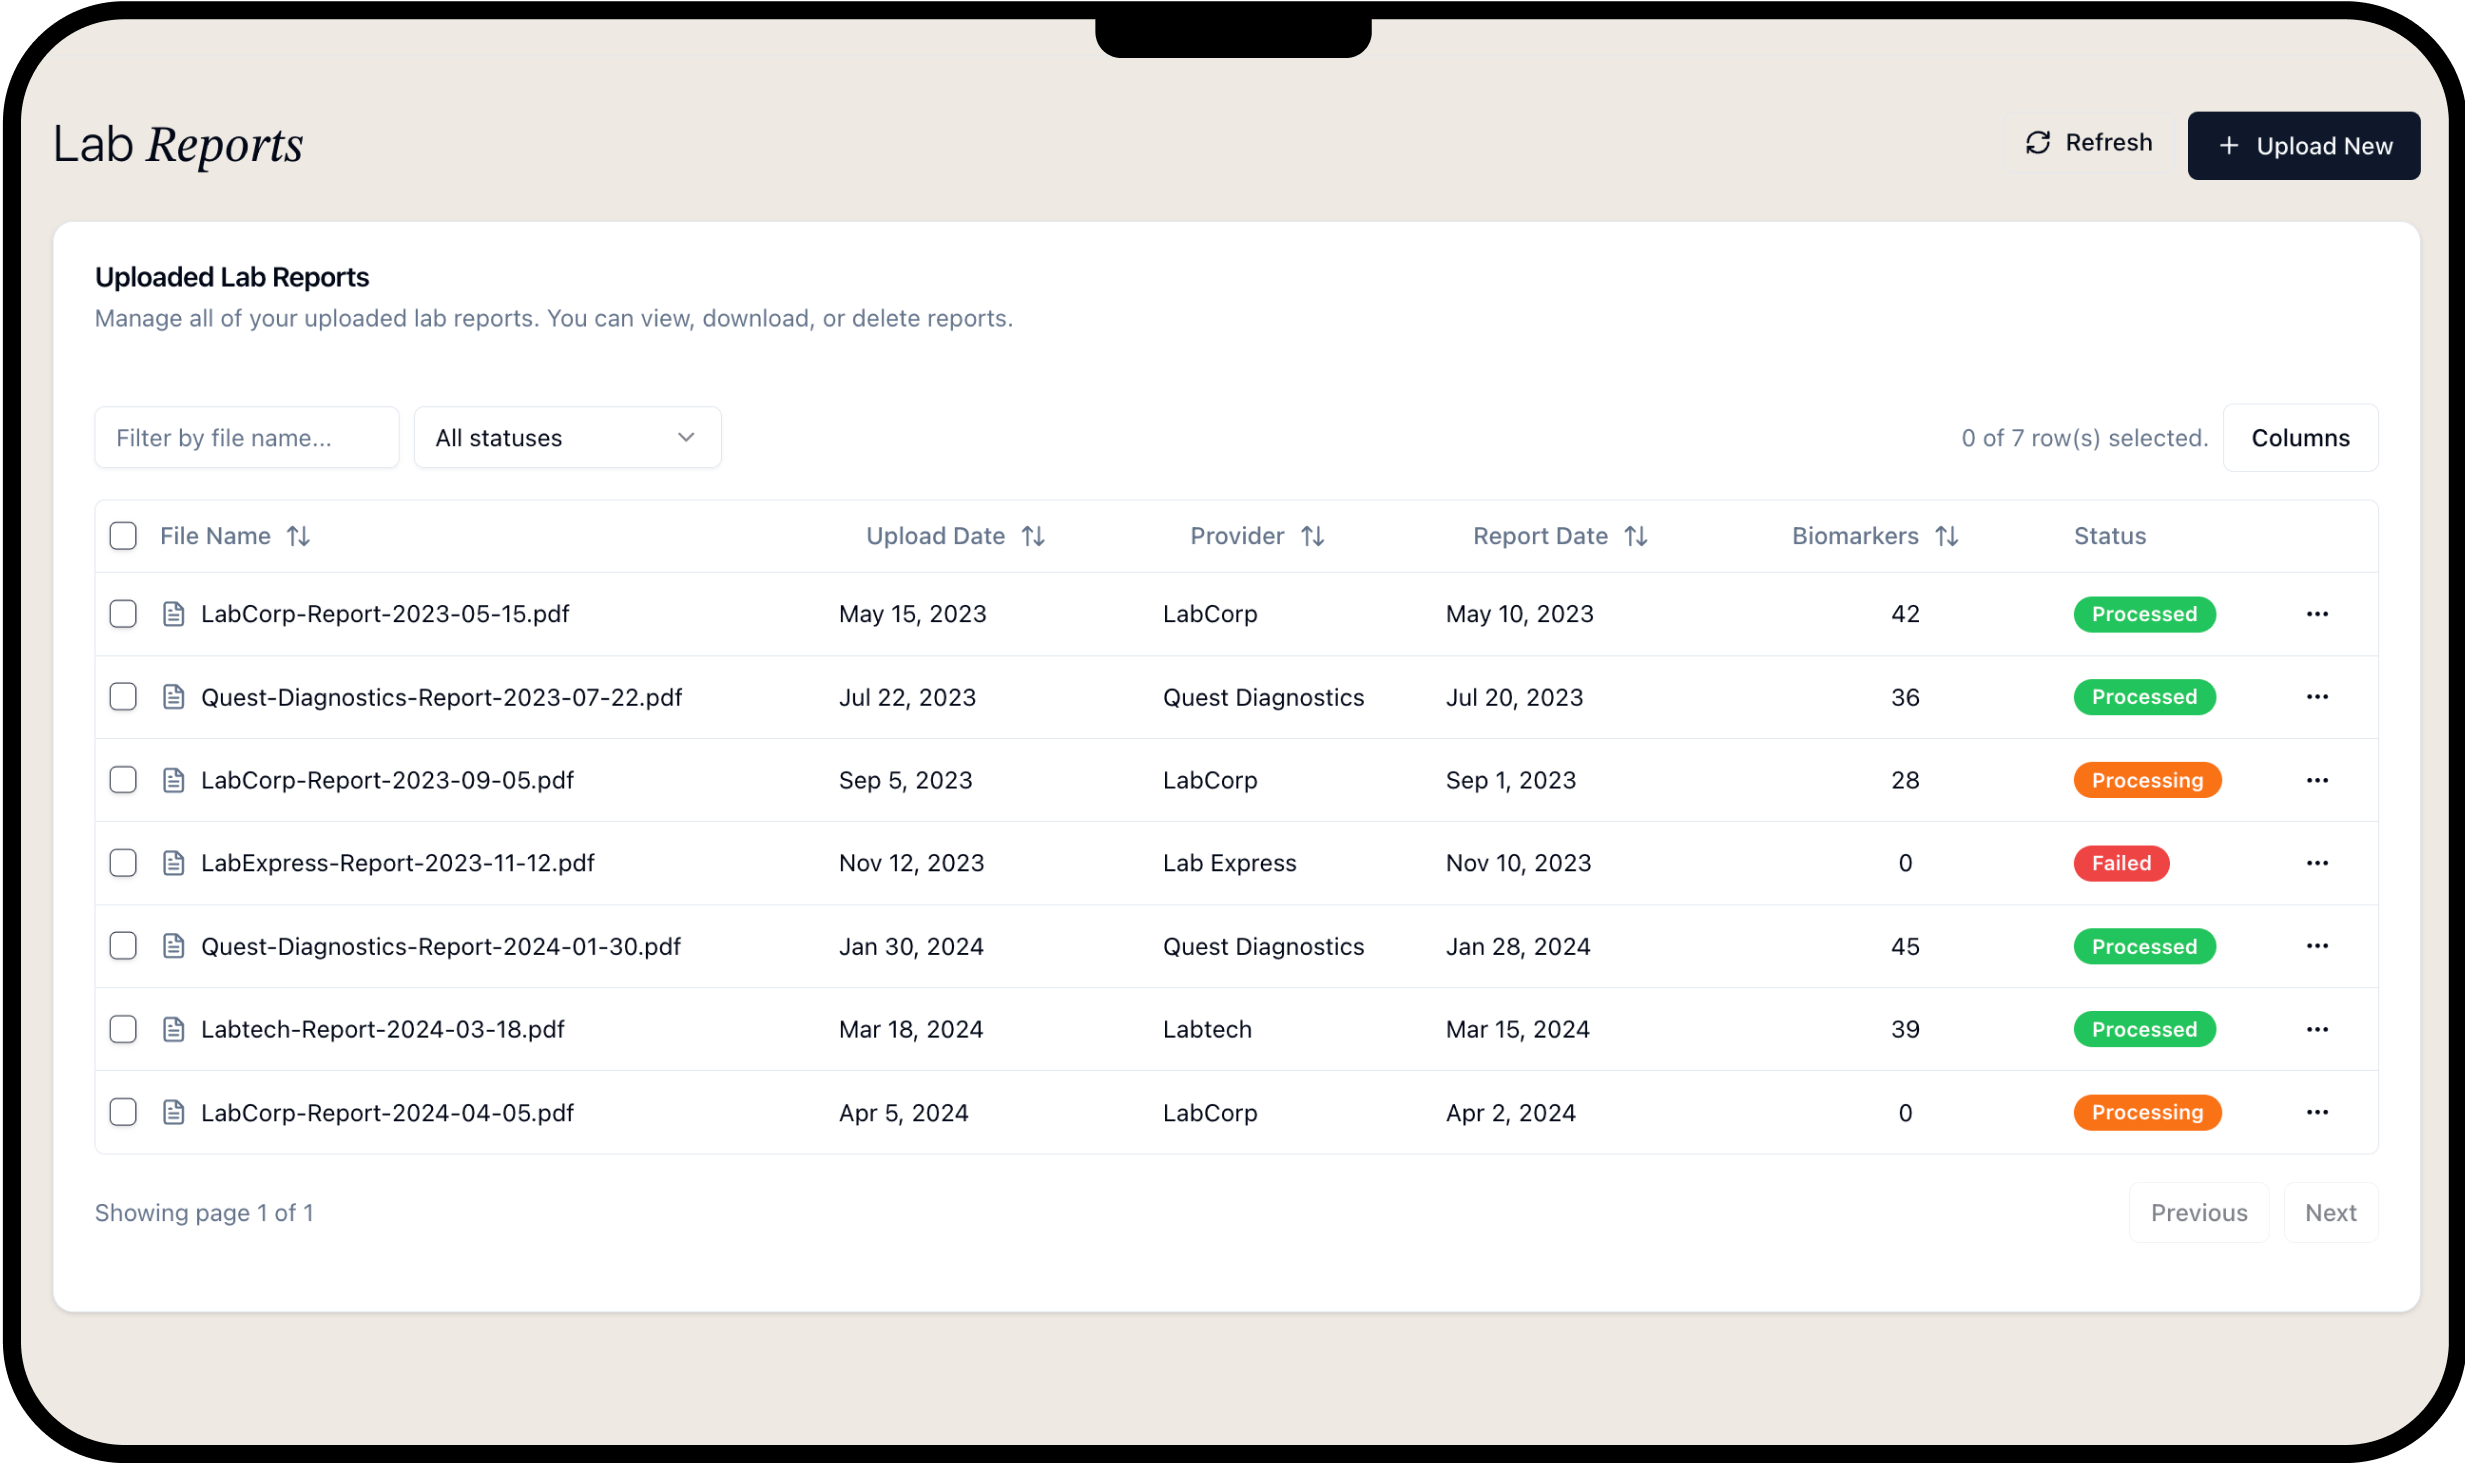 Lab Reports
Refresh
+ Upload New
Uploaded Lab Reports
Manage all of your uploaded lab reports. You can view, download, or delete reports.
Filter by file name...
All statuses
0 of 7 row(s) selected.
Columns
File Name Upload Date Provider Report Date Biomarkers Status
LabCorp-Report-2023-05-15.pdf May 15, 2023 LabCorp May 10, 2023 42 Processed
Quest-Diagnostics-Report-2023-07-22.pdf Jul 22, 2023 Quest Diagnostics Jul 20, 2023 36 Processed
LabCorp-Report-2023-09-05.pdf Sep 5, 2023 LabCorp Sep 1, 2023 28 Processing
LabExpress-Report-2023-11-12.pdf Nov 12, 2023 Lab Express Nov 10, 2023 0 Failed
Quest-Diagnostics-Report-2024-01-30.pdf Jan 30, 2024 Quest Diagnostics Jan 28, 2024 45 Processed
Labtech-Report-2024-03-18.pdf Mar 18, 2024 Labtech Mar 15, 2024 39 Processed
LabCorp-Report-2024-04-05.pdf Apr 5, 2024 LabCorp Apr 2, 2024 0 Processing
Showing page 1 of 1
Previous
Next